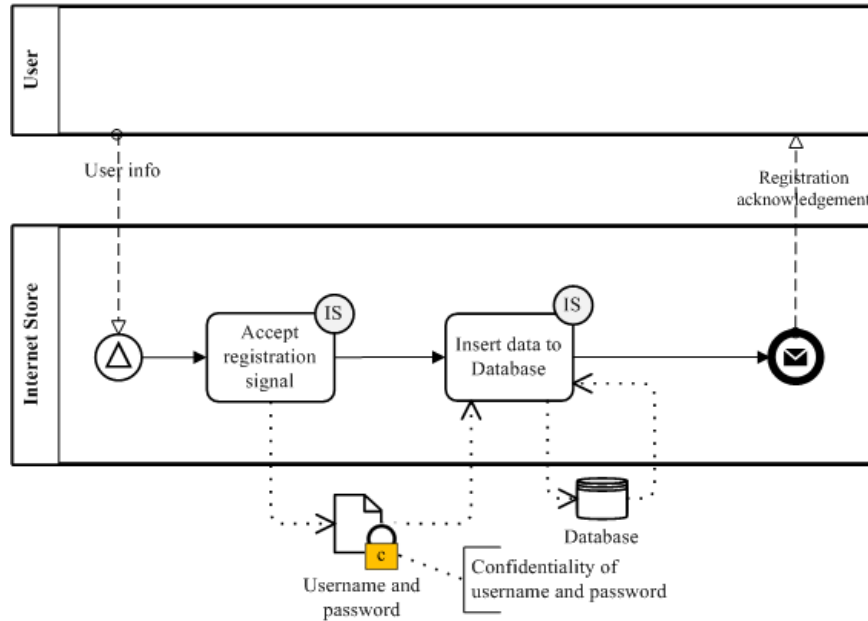 User
User info
Registration
acknowledgement
Internet Store
IS
IS
Accept
registration
signal
Insert data to
Database
c
Database
Username and
password
Confidentiality of
username and password